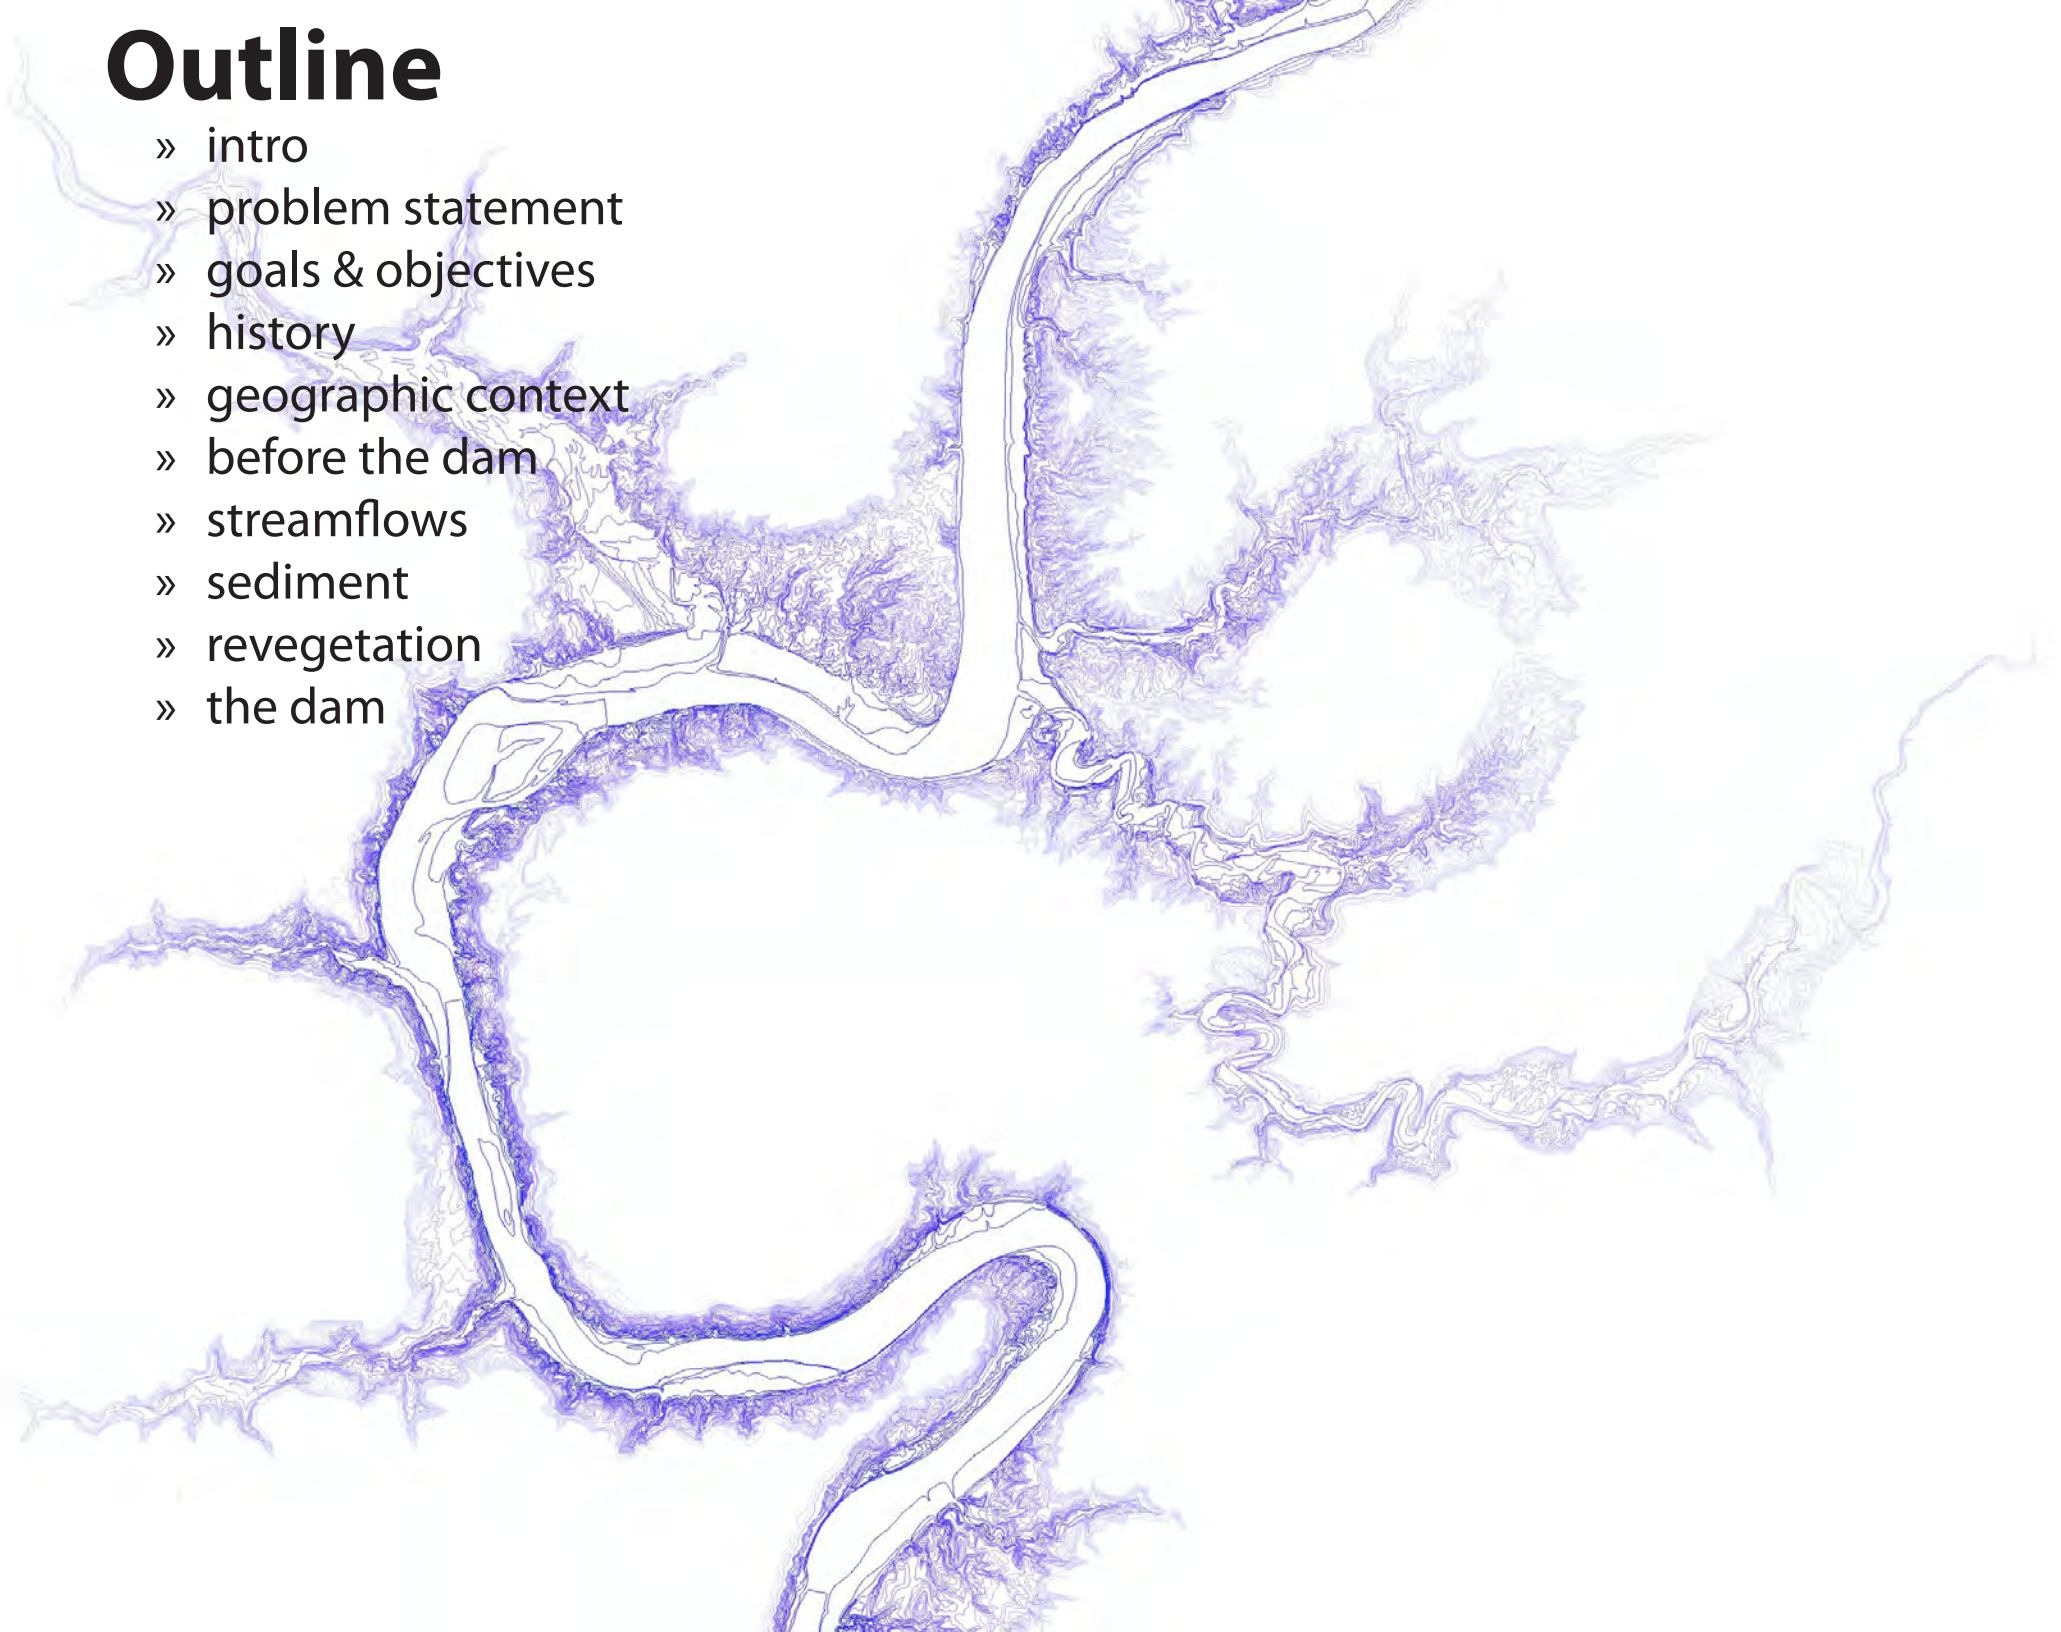 Outline
» intro
» problem statement
» goals & objectives
» history
» geographic context
» before the dam
» streamflows
» sediment
» revegetation
» the dam